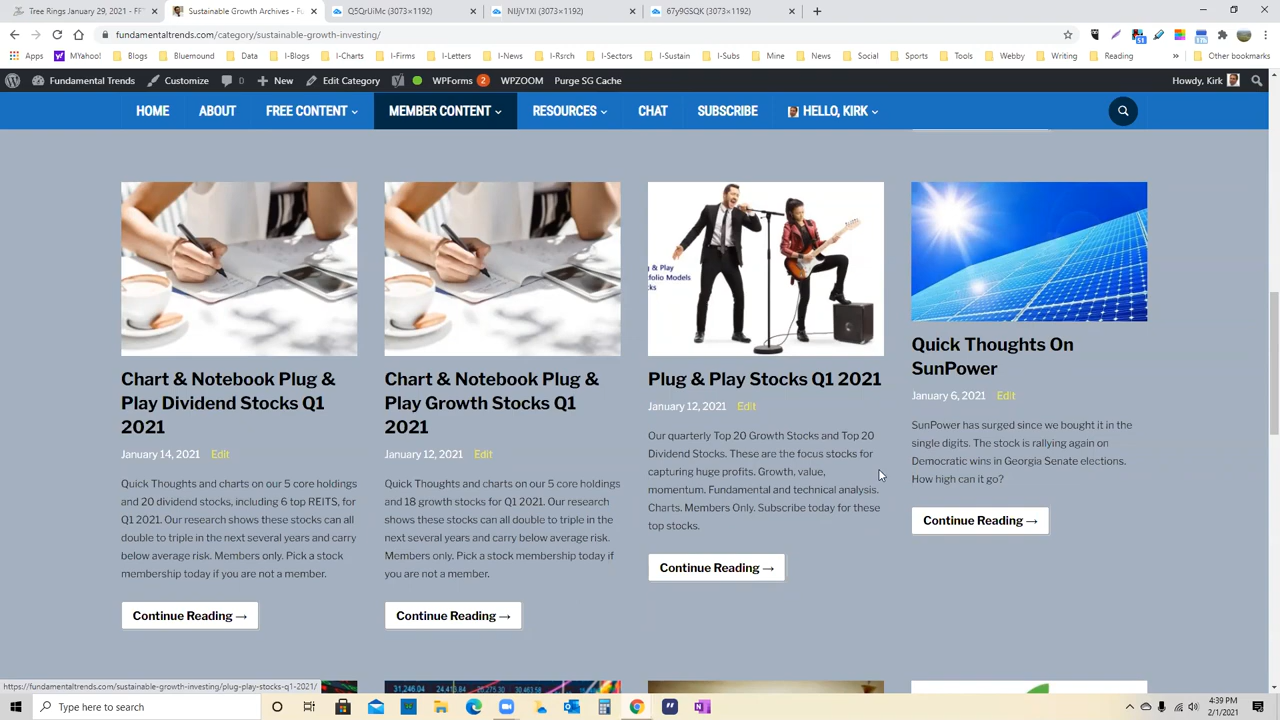 Tree Rings January 29, 2021 - FF
Sustainable Growth Archives - Fu
Q5QrUiMc (3073×1192)
NIJjV1XI (3073×1192)
67y9GSQK (3073×1192)
fundamentaltrends.com/category/sustainable-growth-investing/
Apps MYahoo! Blogs Bluemound Data I-Blogs I-Charts I-Firms I-Letters I-News I-Rsrch I-Sectors I-Sustain I-Subs Mine News Social Sports Tools Webby Writing Reading » Other bookmarks
Fundamental Trends Customize 0 New Edit Category WPForms 2 WPZOOM Purge SG Cache Howdy, Kirk
HOME ABOUT FREE CONTENT MEMBER CONTENT RESOURCES CHAT SUBSCRIBE HELLO, KIRK
Chart & Notebook Plug &
Play Dividend Stocks Q1
2021
January 14, 2021 Edit
Quick Thoughts and charts on our 5 core holdings
and 20 dividend stocks, including 6 top REITS, for
Q1 2021. Our research shows these stocks can all
double to triple in the next several years and carry
below average risk. Members only. Pick a stock
membership today if you are not a member.
Continue Reading →
Chart & Notebook Plug &
Play Growth Stocks Q1
2021
January 12, 2021 Edit
Quick Thoughts and charts on our 5 core holdings
and 18 growth stocks for Q1 2021. Our research
shows these stocks can all double to triple in the
next several years and carry below average risk.
Members only. Pick a stock membership today if
you are not a member.
Continue Reading →
g & Play
tfolio Models
cks
Plug & Play Stocks Q1 2021
January 12, 2021 Edit
Our quarterly Top 20 Growth Stocks and Top 20
Dividend Stocks. These are the focus stocks for
capturing huge profits. Growth, value,
momentum. Fundamental and technical analysis.
Charts. Members Only. Subscribe today for these
top stocks.
Continue Reading →
Quick Thoughts On
SunPower
January 6, 2021 Edit
SunPower has surged since we bought it in the
single digits. The stock is rallying again on
Democratic wins in Georgia Senate elections.
How high can it go?
Continue Reading →
https://fundamentaltrends.com/sustainable-growth-investing/plug-play-stocks-q1-2021/
31,246.04 24,413.84 26,275.30 30,463.58
Type here to search
4:39 PM
2/1/2021